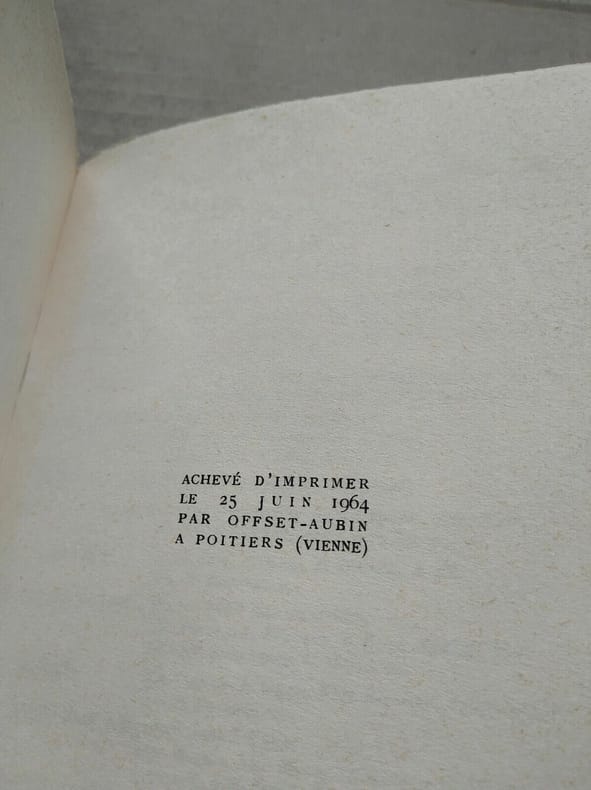 ACHEVÉ D'IMPRIMER
LE 25 JUIN 1964
PAR OFFSET-AUBIN
A POITIERS (VIENNE)